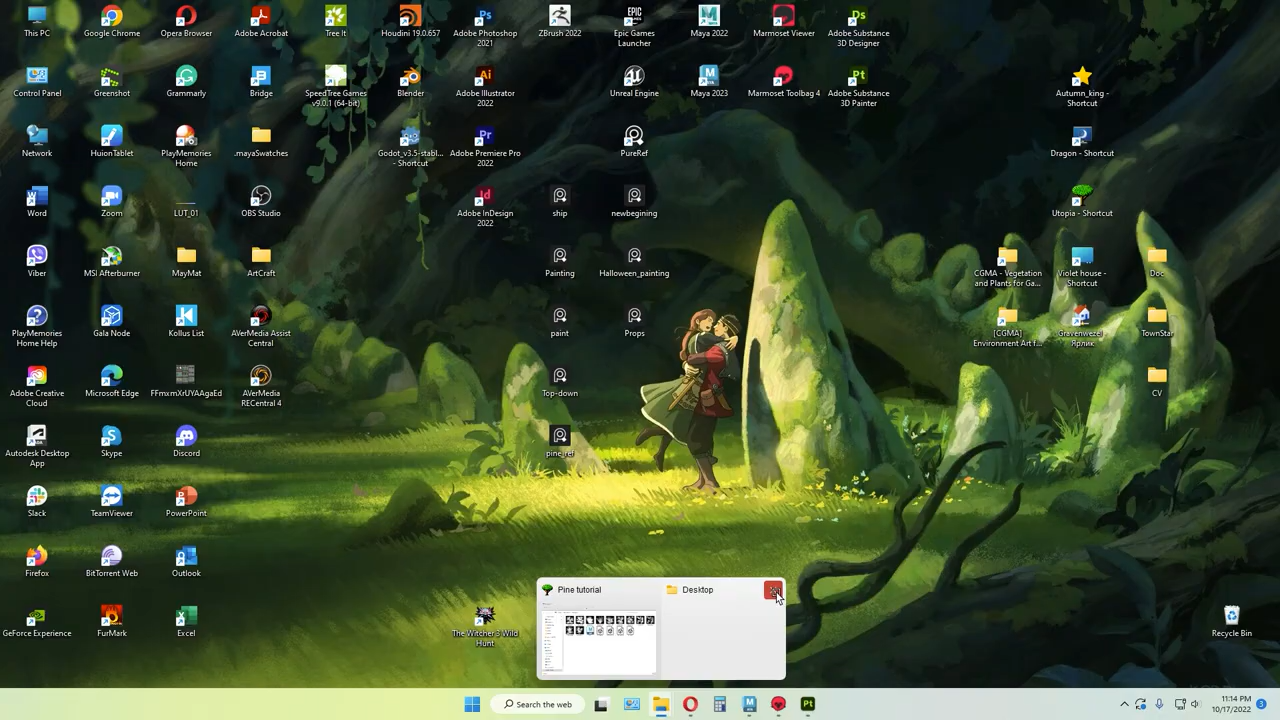 This PC
Google Chrome
Opera Browser
Adobe Acrobat
Tree It
Houdini 19.0.657
Adobe Photoshop
2021
ZBrush 2022
Epic Games
Launcher
Maya 2022
Marmoset Viewer
Adobe Substance
3D Designer
Control Panel
Greenshot
Grammarly
Bridge
SpeedTree Games
v9.0.1 (64-bit)
Blender
Adobe Illustrator
2022
Unreal Engine
Maya 2023
Marmoset Toolbag 4
Adobe Substance
3D Painter
Autumn_king -
Shortcut
Network
HuionTablet
PlayMemories
Home
.mayaSwatches
Godot_v3.5-stabl...
- Shortcut
Adobe Premiere Pro
2022
PureRef
Dragon - Shortcut
Word
Zoom
LUT_01
OBS Studio
Adobe InDesign
2022
ship
newbegining
Utopia - Shortcut
Viber
MSI Afterburner
MayMat
ArtCraft
Painting
Halloween_painting
CGMA - Vegetation
and Plants for Ga...
Violet house -
Shortcut
Doc
PlayMemories
Home Help
Gala Node
Kollus List
AVerMedia Assist
Central
paint
Props
[CGMA]
Environment Art f...
Gravenwezel
Ярлик
TownStar
Adobe Creative
Cloud
Microsoft Edge
FFmxmXrUYAAgaEd
AVerMedia
RECentral 4
Top-down
CV
Autodesk Desktop
App
Skype
Discord
pine_ref
Slack
TeamViewer
PowerPoint
Firefox
BitTorrent Web
Outlook
Pine tutorial
Desktop
GeForce Experience
FurMark
Excel
The Witcher 3 Wild
Hunt
Recycle Bin
Search the web
11:14 PM
10/17/2022